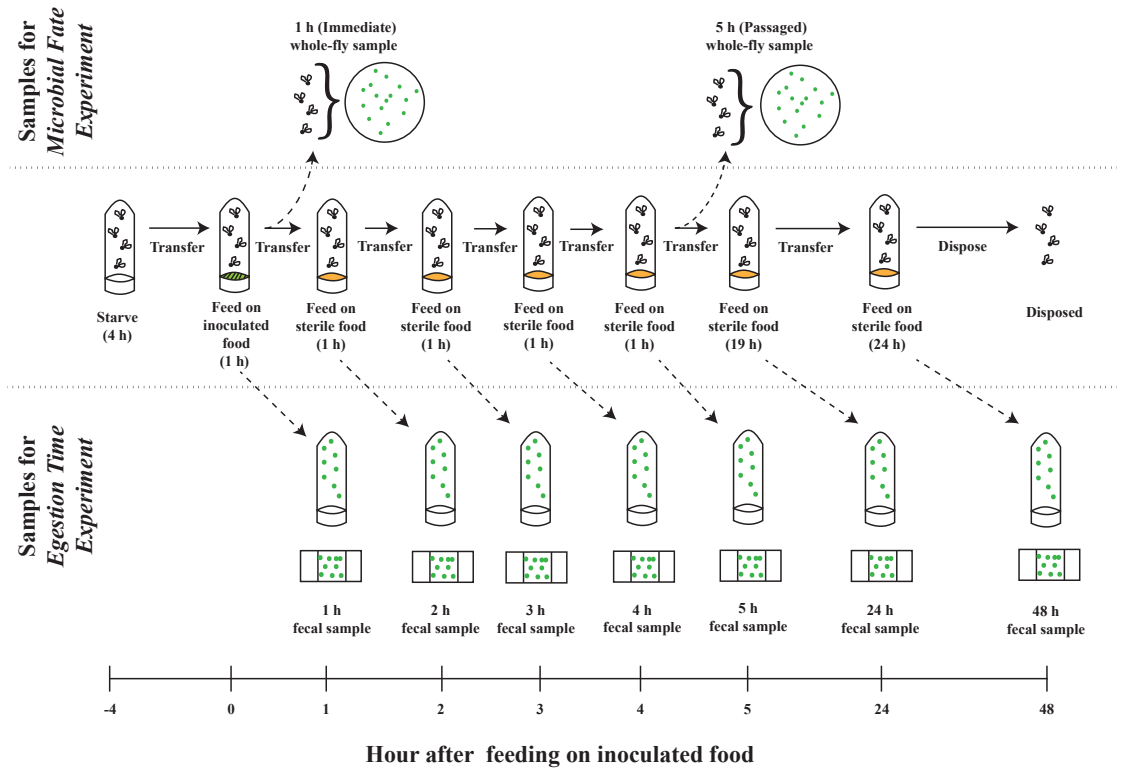 Samples for
Microbial Fate
Experiment
1 h (Immediate)
whole-fly sample
5 h (Passaged)
whole-fly sample
Transfer
Transfer
Transfer
Transfer
Transfer
Transfer
Transfer
Dispose
Starve
(4 h)
Feed on
inoculated
food
(1 h)
Feed on
sterile food
(1 h)
Feed on
sterile food
(1 h)
Feed on
sterile food
(1 h)
Feed on
sterile food
(1 h)
Feed on
sterile food
(19 h)
Feed on
sterile food
(24 h)
Disposed
Samples for
Egestion Time
Experiment
1 h
fecal sample
2 h
fecal sample
3 h
fecal sample
4 h
fecal sample
5 h
fecal sample
24 h
fecal sample
48 h
fecal sample
-4 0 1 2 3 4 5 24 48
Hour after feeding on inoculated food